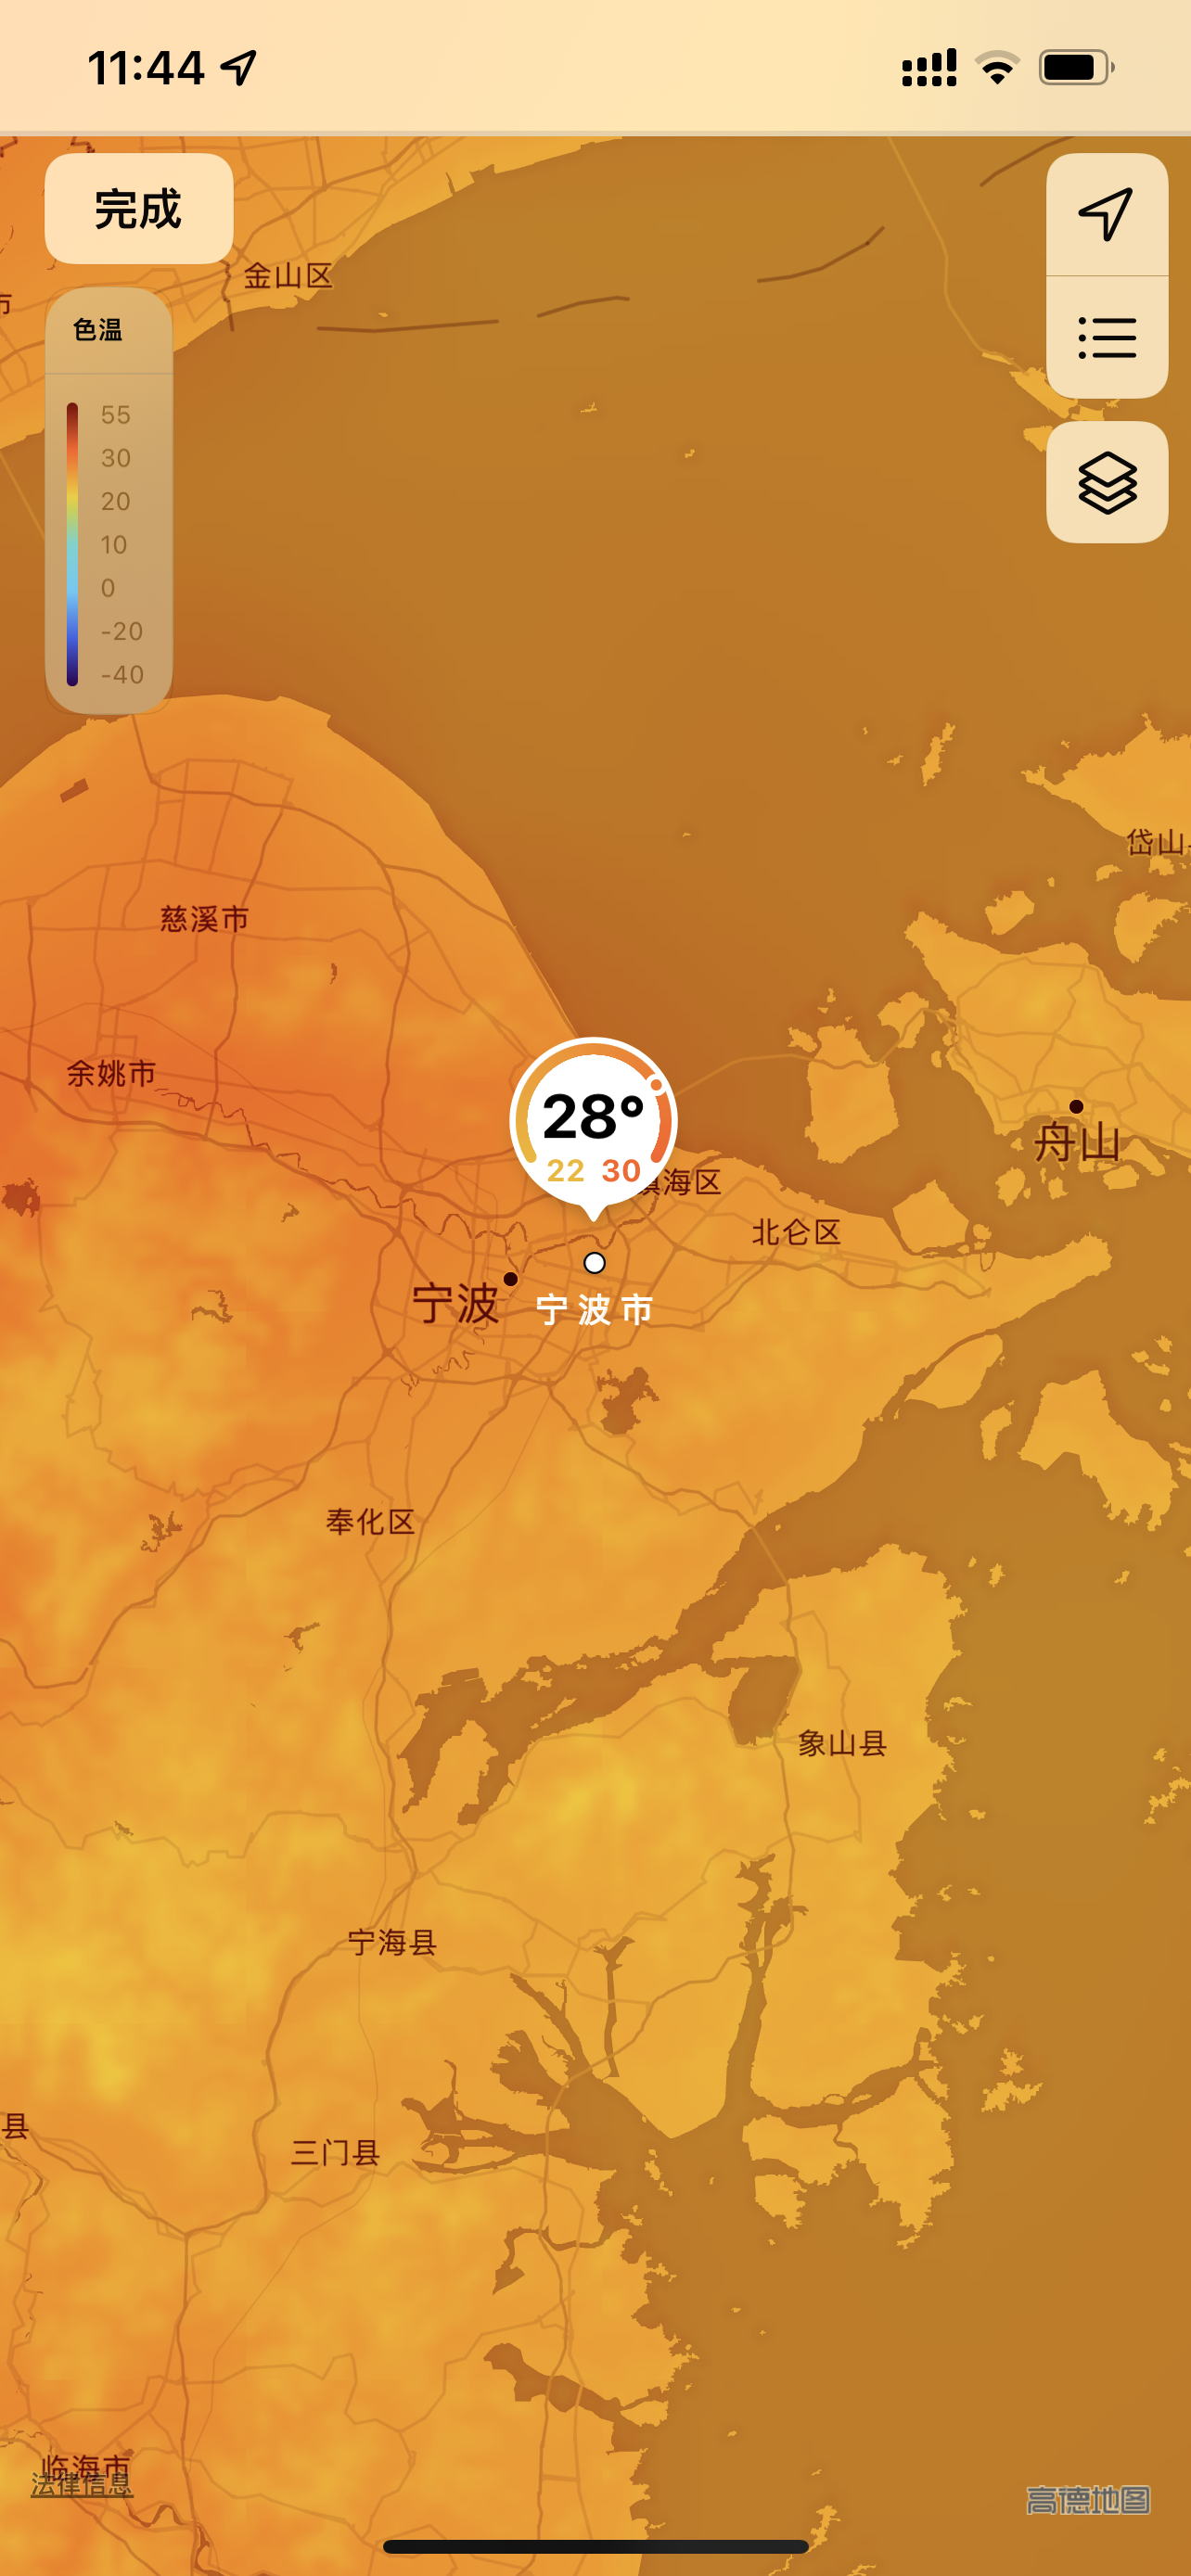 11:44
完成
金山区
市
色温
55
30
20
10
0
-20
-40
岱山
慈溪市
余姚市
28°
22 30
舟山
镇海区
北仑区
宁波
宁波市
奉化区
象山县
宁海县
县
三门县
临海市
法律信息
高德地图